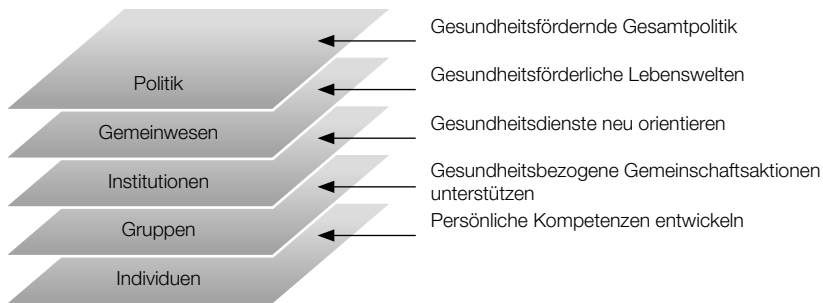 Gesundheitsfördernde Gesamtpolitik
Politik
Gesundheitsförderliche Lebenswelten
Gemeinwesen
Gesundheitsdienste neu orientieren
Institutionen
Gesundheitsbezogene Gemeinschaftsaktionen
unterstützen
Gruppen
Persönliche Kompetenzen entwickeln
Individuen